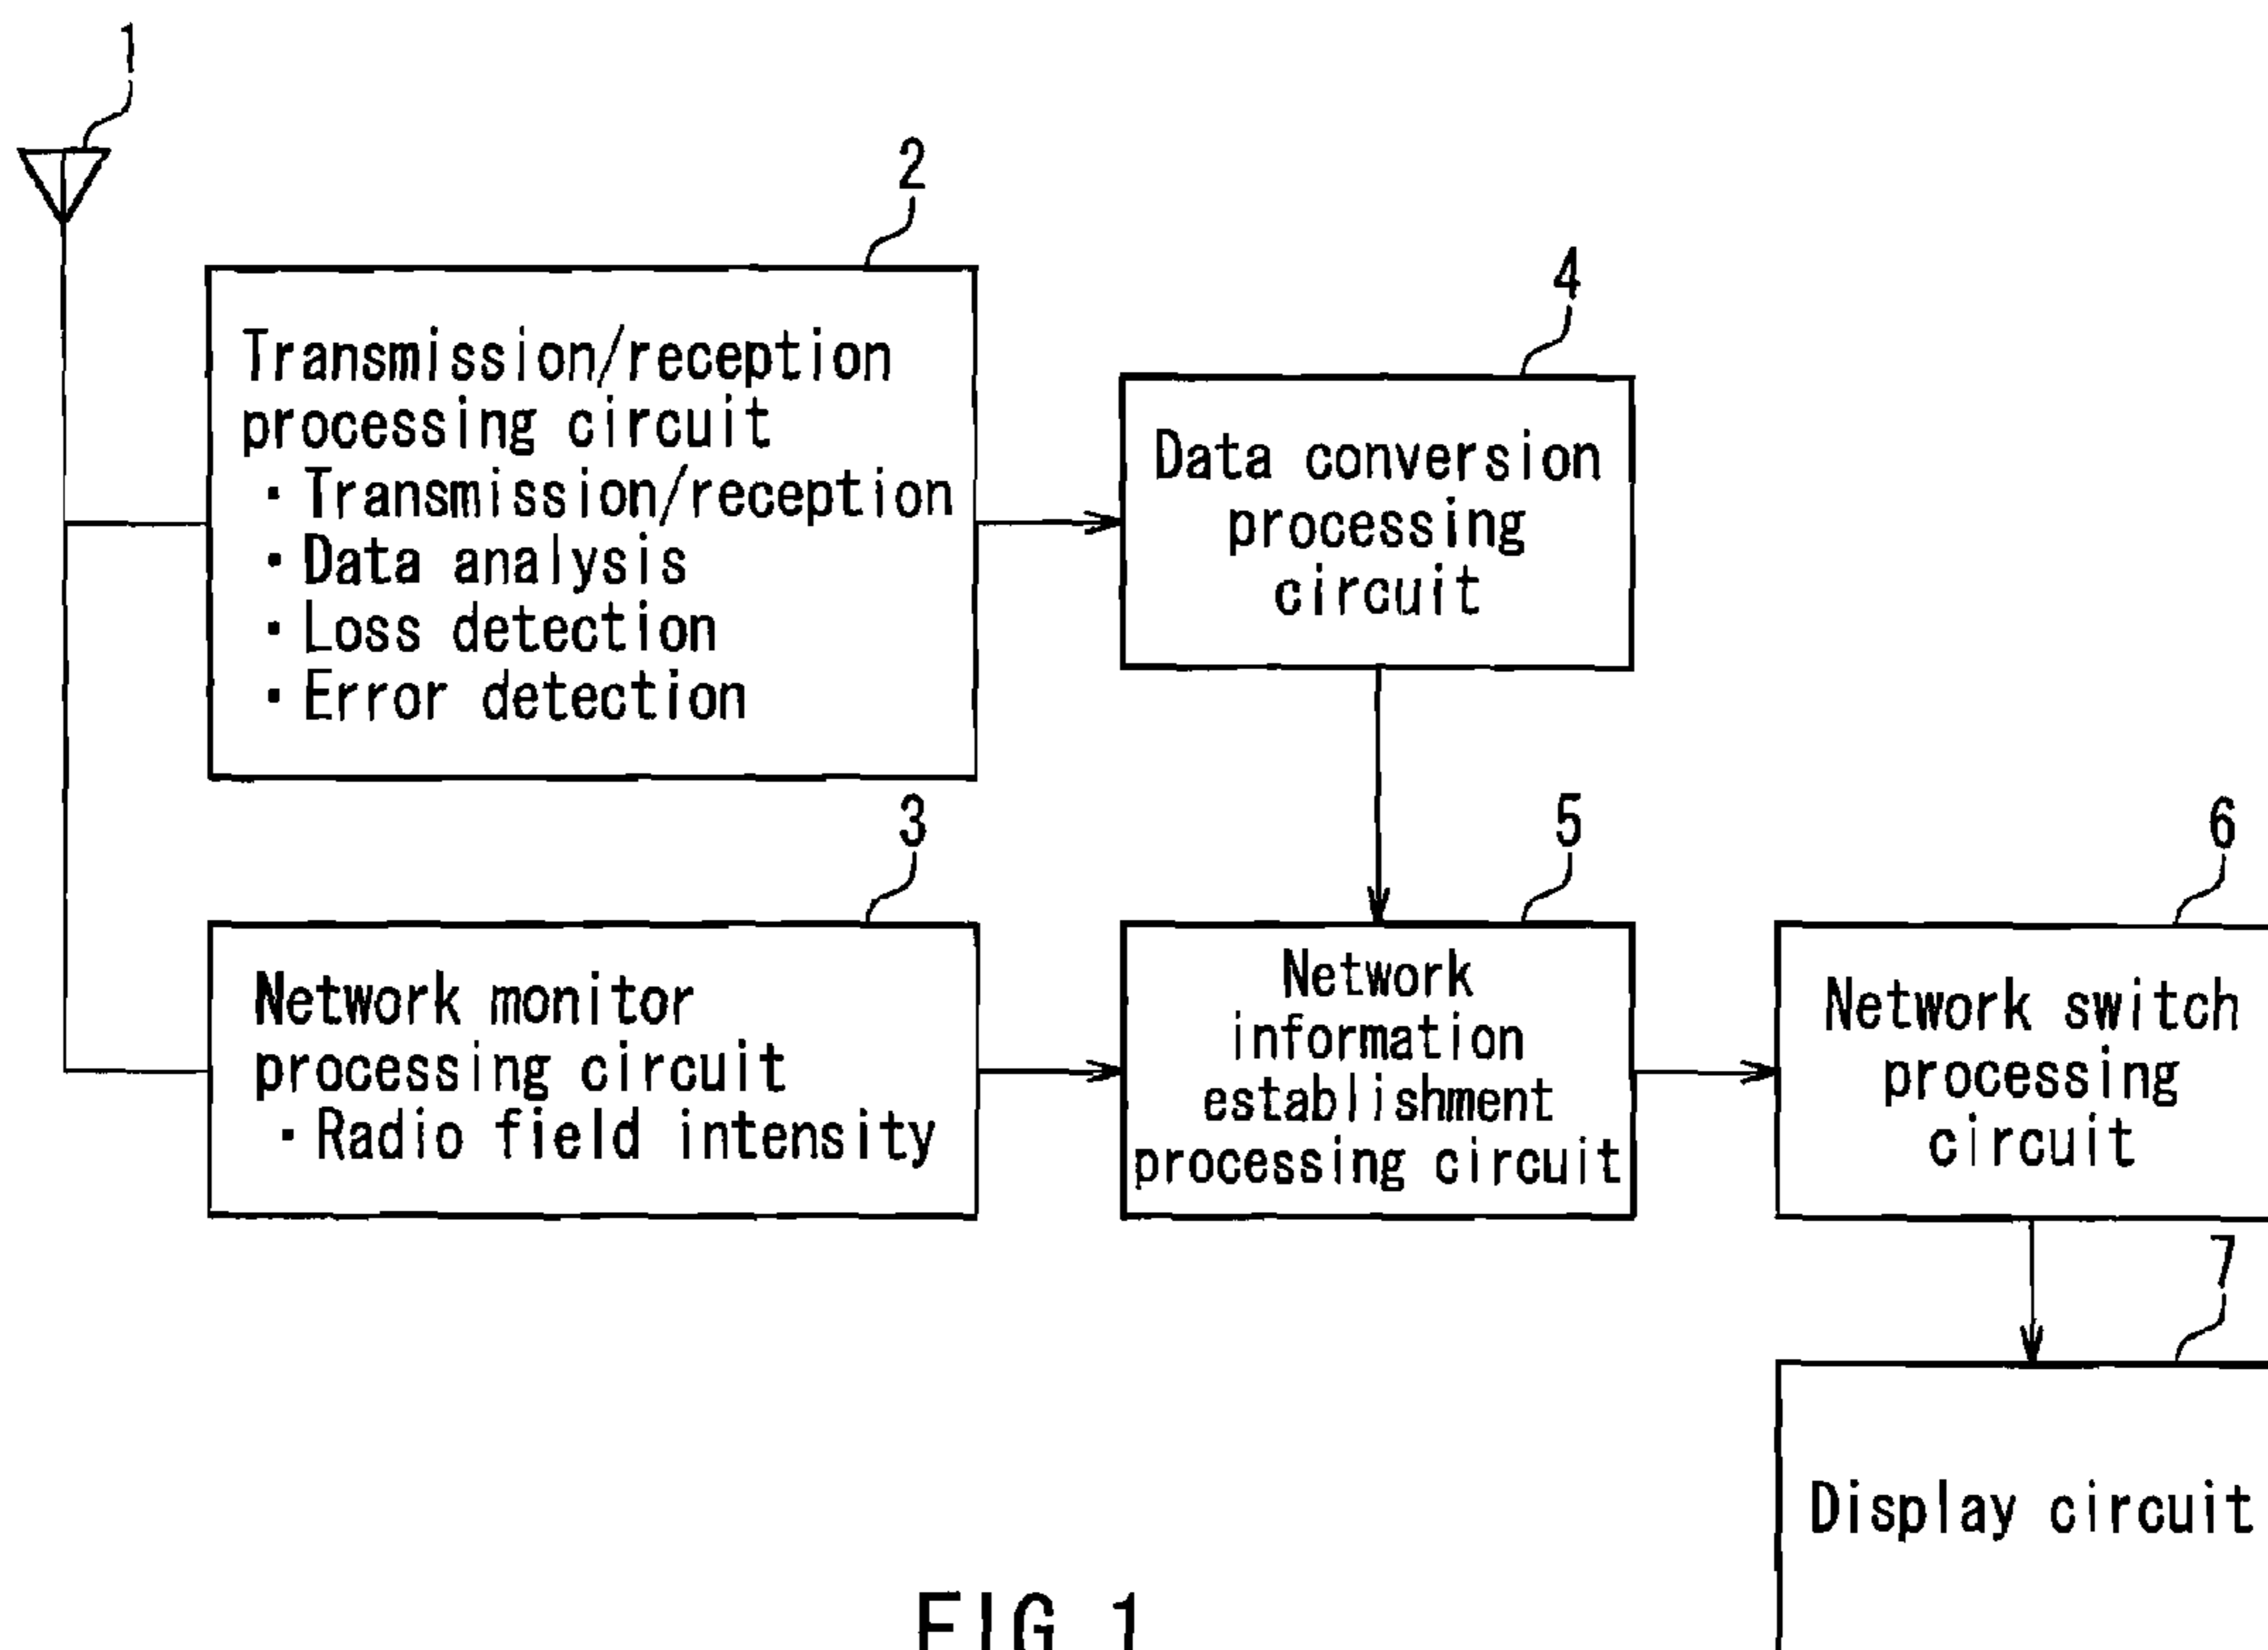 1
2
Transmission/reception
processing circuit
・Transmission/reception
・Data analysis
・Loss detection
・Error detection
4
Data conversion
processing
circuit
3
Network monitor
processing circuit
・Radio field intensity
5
Network
information
establishment
processing circuit
6
Network switch
processing
circuit
7
Display circuit
FIG. 1